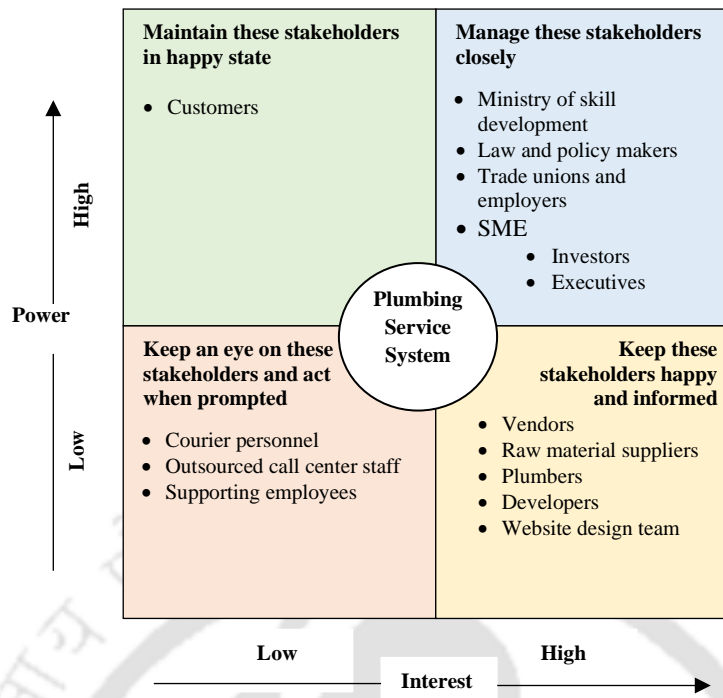 Maintain these stakeholders
in happy state
• Customers
Manage these stakeholders
closely
• Ministry of skill
development
• Law and policy makers
• Trade unions and
employers
• SME
• Investors
• Executives
High
Power
Low
Plumbing
Service
System
Keep an eye on these
stakeholders and act
when prompted
• Courier personnel
• Outsourced call center staff
• Supporting employees
Keep these
stakeholders happy
and informed
• Vendors
• Raw material suppliers
• Plumbers
• Developers
• Website design team
Low
High
Interest